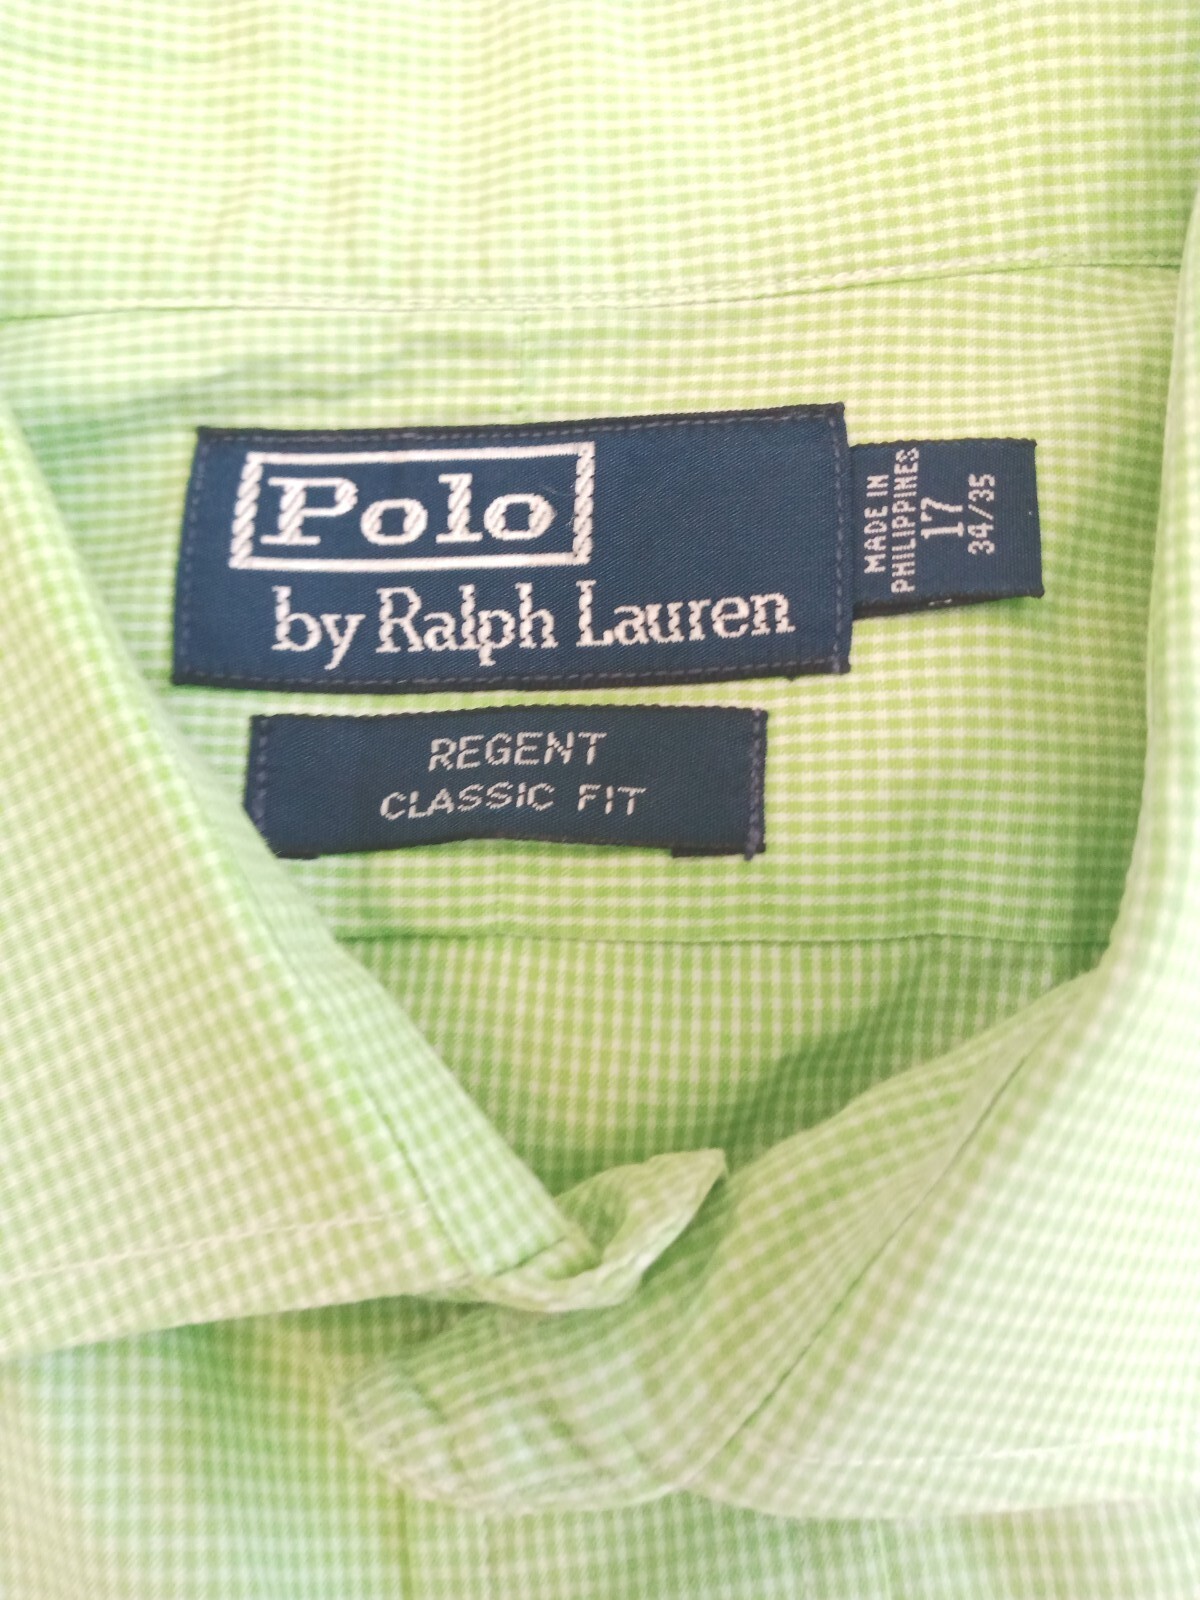 Polo
by Ralph Lauren
MADE IN
PHILIPPINES
17
34/35
REGENT
CLASSIC FIT